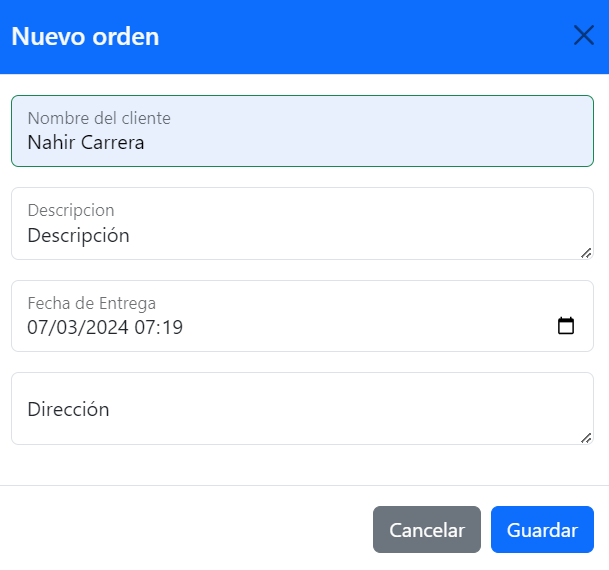 Nuevo orden
Nombre del cliente
Nahir Carrera
Descripcion
Descripción
Fecha de Entrega
07/03/2024 07:19
Dirección
Cancelar Guardar